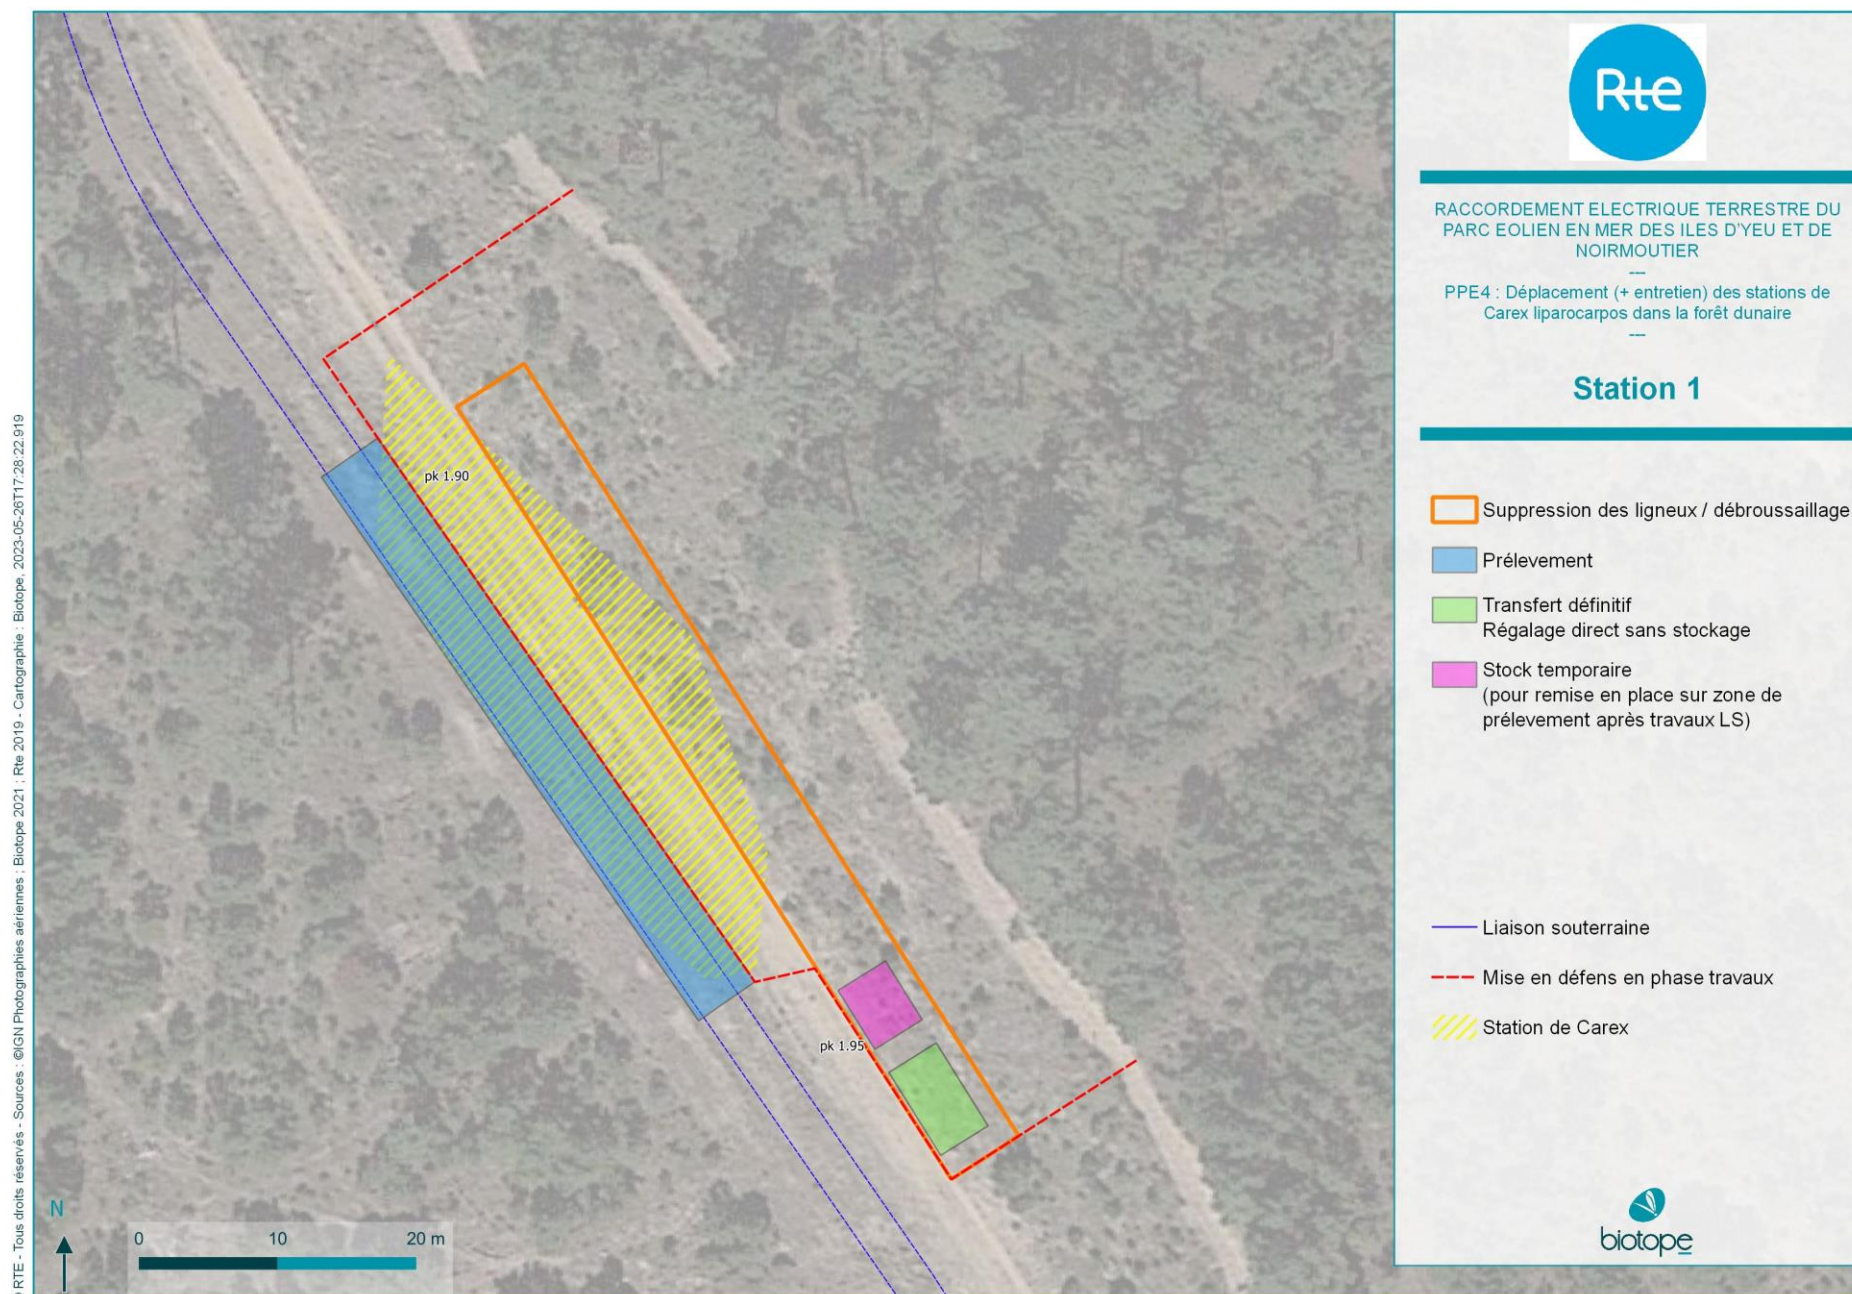 Rte
RACCORDEMENT ELECTRIQUE TERRESTRE DU
PARC EOLIEN EN MER DES ILES D'YEU ET DE
NOIRMOUTIER
---
PPE4 : Déplacement (+ entretien) des stations de
Carex liparocarpos dans la forêt dunaire
---
Station 1
Suppression des ligneux / débroussaillage
Prélevement
Transfert définitif
Régalage direct sans stockage
Stock temporaire
(pour remise en place sur zone de
prélevement après travaux LS)
Liaison souterraine
Mise en défens en phase travaux
Station de Carex
biotope
pk 1.90
pk 1.95
N
0 10 20 m
RTE - Tous droits réservés - Sources : ©IGN Photographies aériennes ; Biotope 2021 ; Rte 2019 - Cartographie : Biotope, 2023-05-26T17:28:22.919